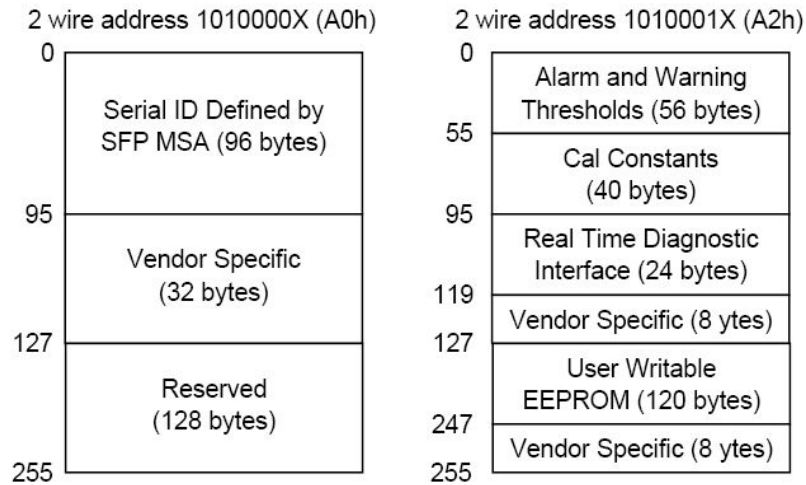 2 wire address 1010000X (A0h)
0
Serial ID Defined by
SFP MSA (96 bytes)
95
Vendor Specific
(32 bytes)
127
Reserved
(128 bytes)
255
2 wire address 1010001X (A2h)
0
Alarm and Warning
Thresholds (56 bytes)
55
Cal Constants
(40 bytes)
95
Real Time Diagnostic
Interface (24 bytes)
119
Vendor Specific (8 ytes)
127
User Writable
EEPROM (120 bytes)
247
Vendor Specific (8 ytes)
255